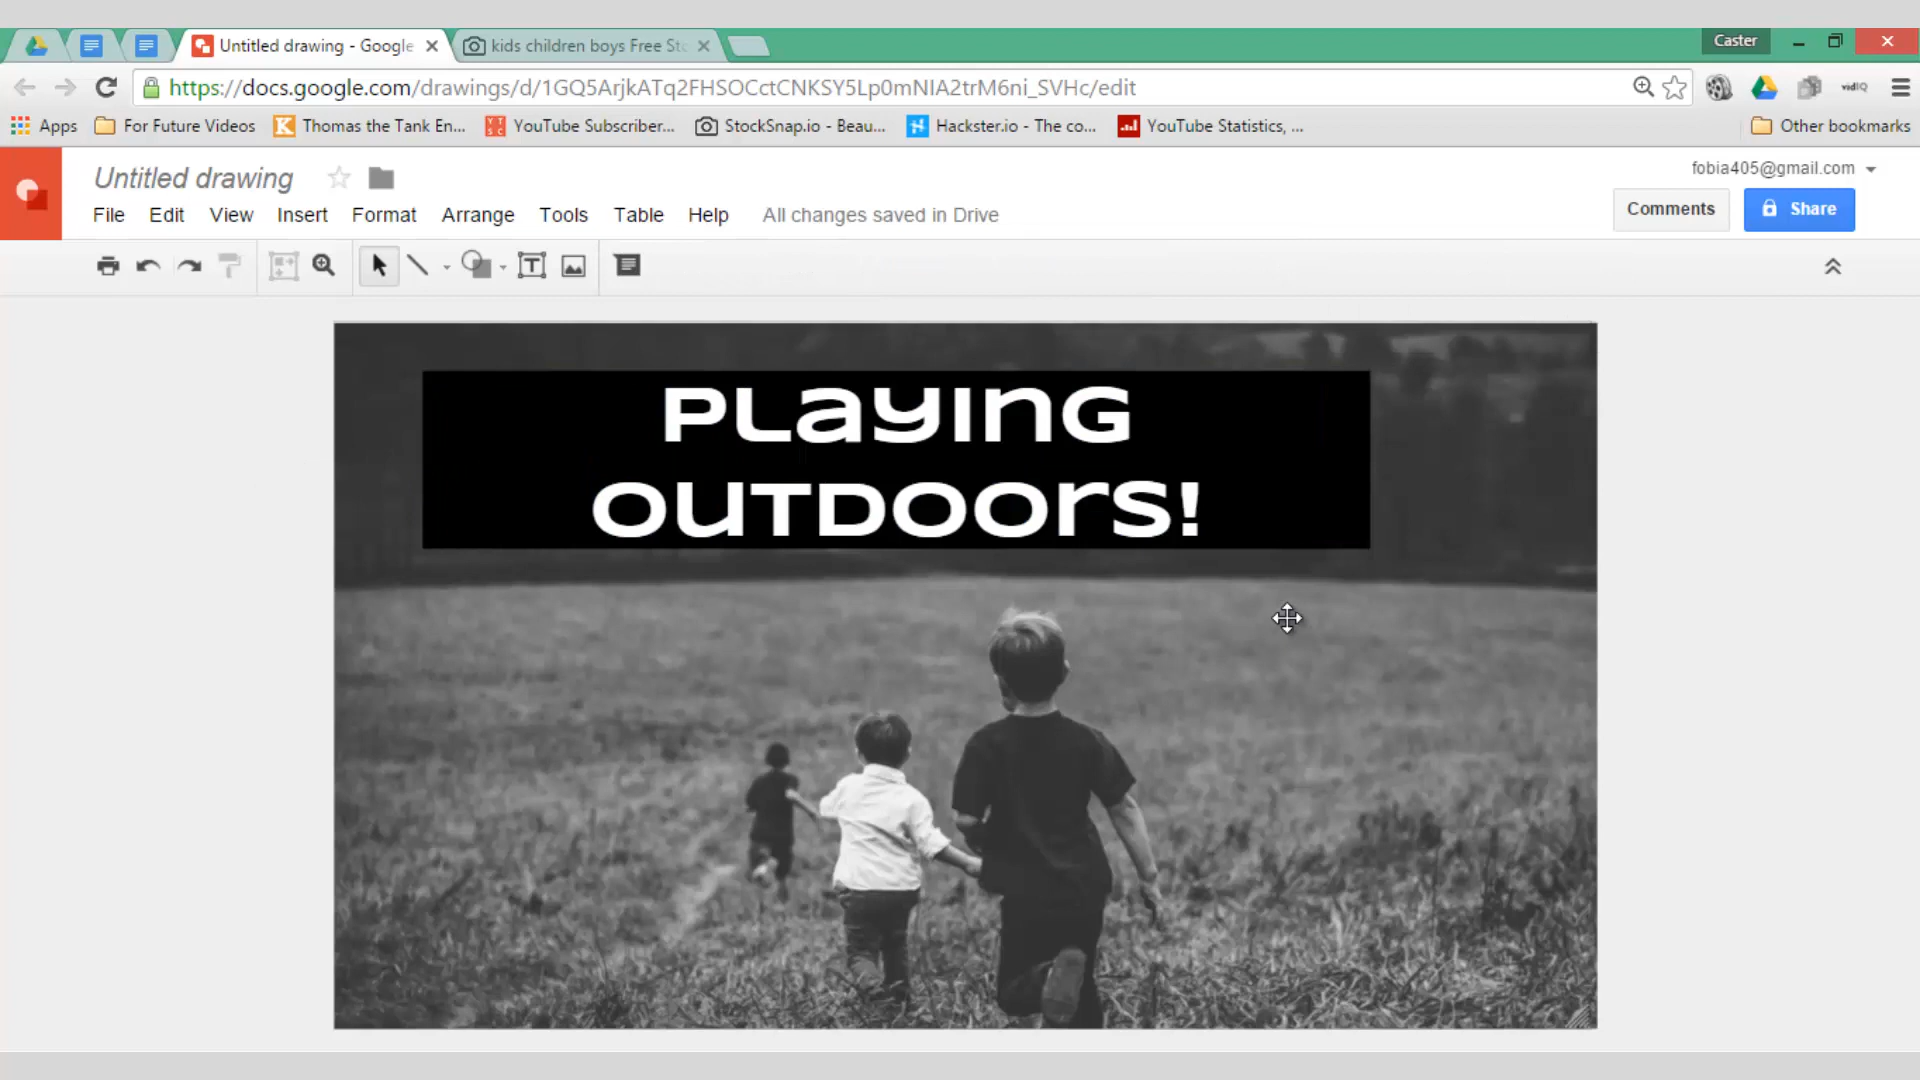 Untitled drawing - Google
kids children boys Free Sto
Caster
https://docs.google.com/drawings/d/1GQ5ArjkATq2FHSOCctCNKSY5Lp0mNIA2trM6ni_SVHc/edit
vidIQ
Apps
For Future Videos
Thomas the Tank En...
YouTube Subscriber...
StockSnap.io - Beau...
Hackster.io - The co...
YouTube Statistics, ...
Other bookmarks
Untitled drawing
fobia405@gmail.com
File Edit View Insert Format Arrange Tools Table Help All changes saved in Drive
Comments
Share
PLaYING
OUTDOOrS!